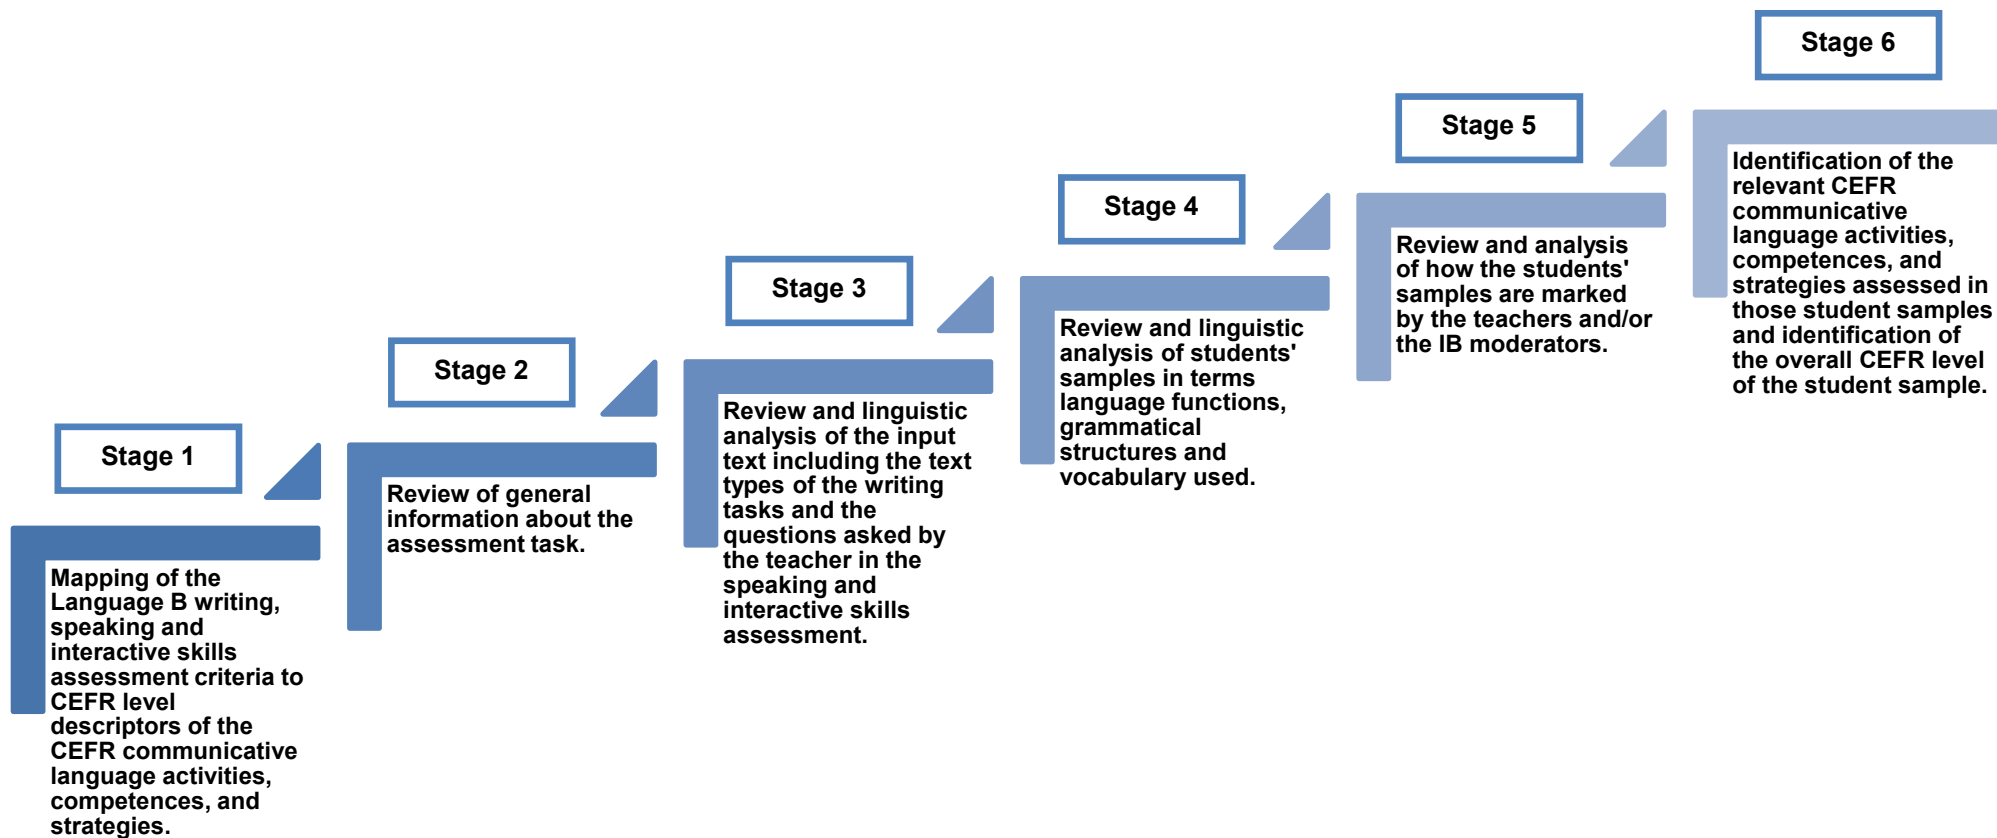 Stage 1
Mapping of the
Language B writing,
speaking and
interactive skills
assessment criteria to
CEFR level
descriptors of the
CEFR communicative
language activities,
competences, and
strategies.
Stage 2
Review of general
information about the
assessment task.
Stage 3
Review and linguistic
analysis of the input
text including the text
types of the writing
tasks and the
questions asked by
the teacher in the
speaking and
interactive skills
assessment.
Stage 4
Review and linguistic
analysis of students'
samples in terms
language functions,
grammatical
structures and
vocabulary used.
Stage 5
Review and analysis
of how the students'
samples are marked
by the teachers and/or
the IB moderators.
Stage 6
Identification of the
relevant CEFR
communicative
language activities,
competences, and
strategies assessed in
those student samples
and identification of
the overall CEFR level
of the student sample.